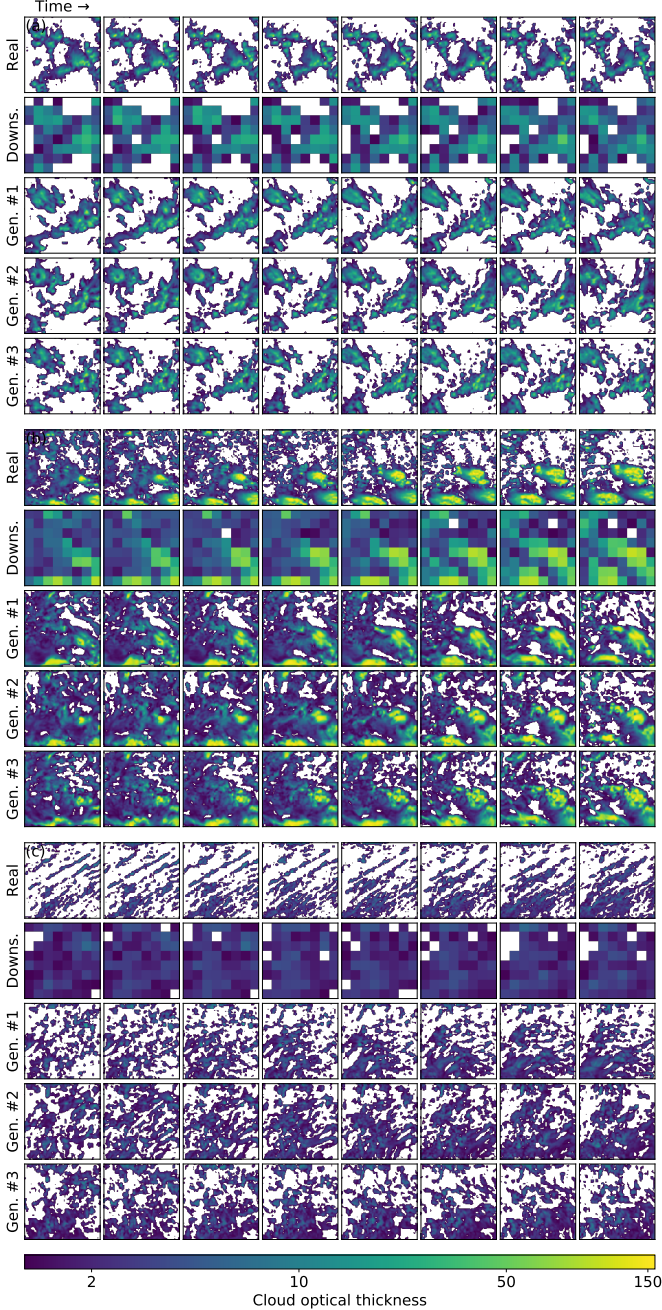 Time →
(a)
Real
Downs.
Gen. #1
Gen. #2
Gen. #3
(b)
Real
Downs.
Gen. #1
Gen. #2
Gen. #3
(c)
Real
Downs.
Gen. #1
Gen. #2
Gen. #3
2 10 50 150
Cloud optical thickness